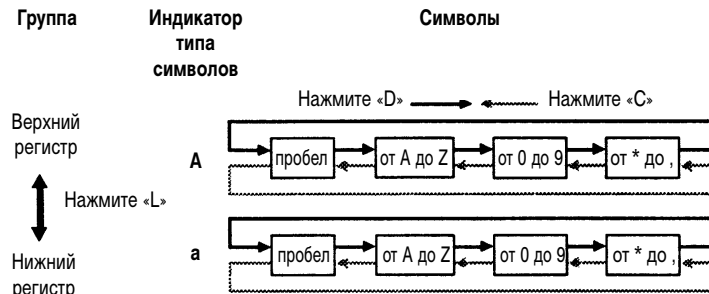 Группа
Индикатор
типа
символов
Символы
Нажмите «D»
Нажмите «C»
Верхний
регистр
A
пробел
от A до Z
от 0 до 9
от * до ,
Нажмите «L»
Нижний
регистр
a
пробел
от A до Z
от 0 до 9
от * до ,